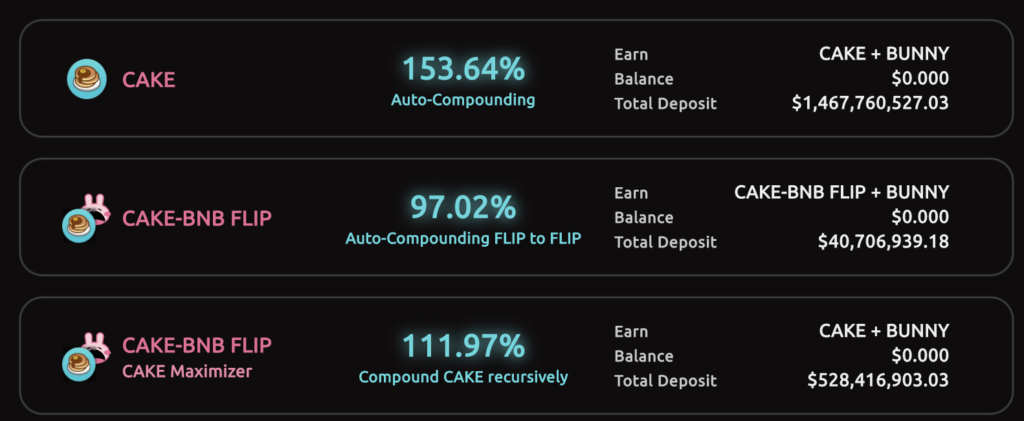 CAKE
153.64%
Auto-Compounding
Earn CAKE + BUNNY
Balance $0.000
Total Deposit $1,467,760,527.03
CAKE-BNB FLIP
97.02%
Auto-Compounding FLIP to FLIP
Earn CAKE-BNB FLIP + BUNNY
Balance $0.000
Total Deposit $40,706,939.18
CAKE-BNB FLIP
CAKE Maximizer
111.97%
Compound CAKE recursively
Earn CAKE + BUNNY
Balance $0.000
Total Deposit $528,416,903.03